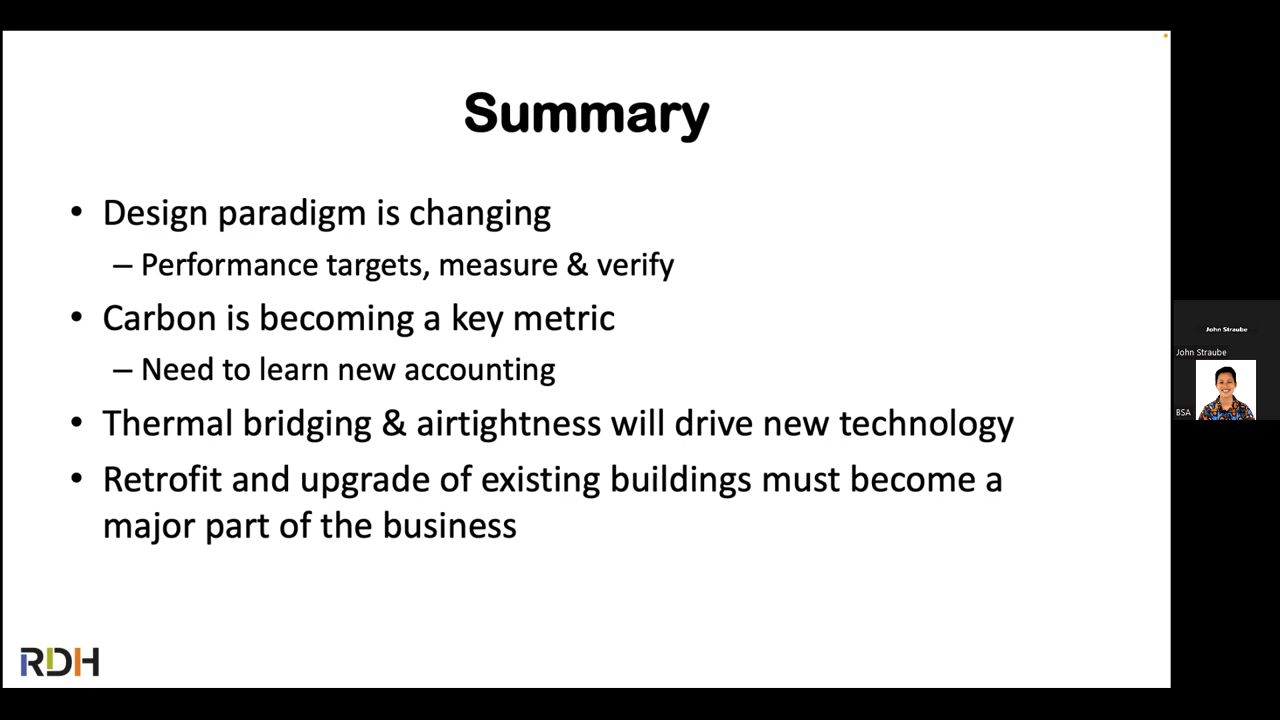 Summary
• Design paradigm is changing
– Performance targets, measure & verify
• Carbon is becoming a key metric
– Need to learn new accounting
• Thermal bridging & airtightness will drive new technology
• Retrofit and upgrade of existing buildings must become a
major part of the business
RDH
John Straube
John Straube
BSA